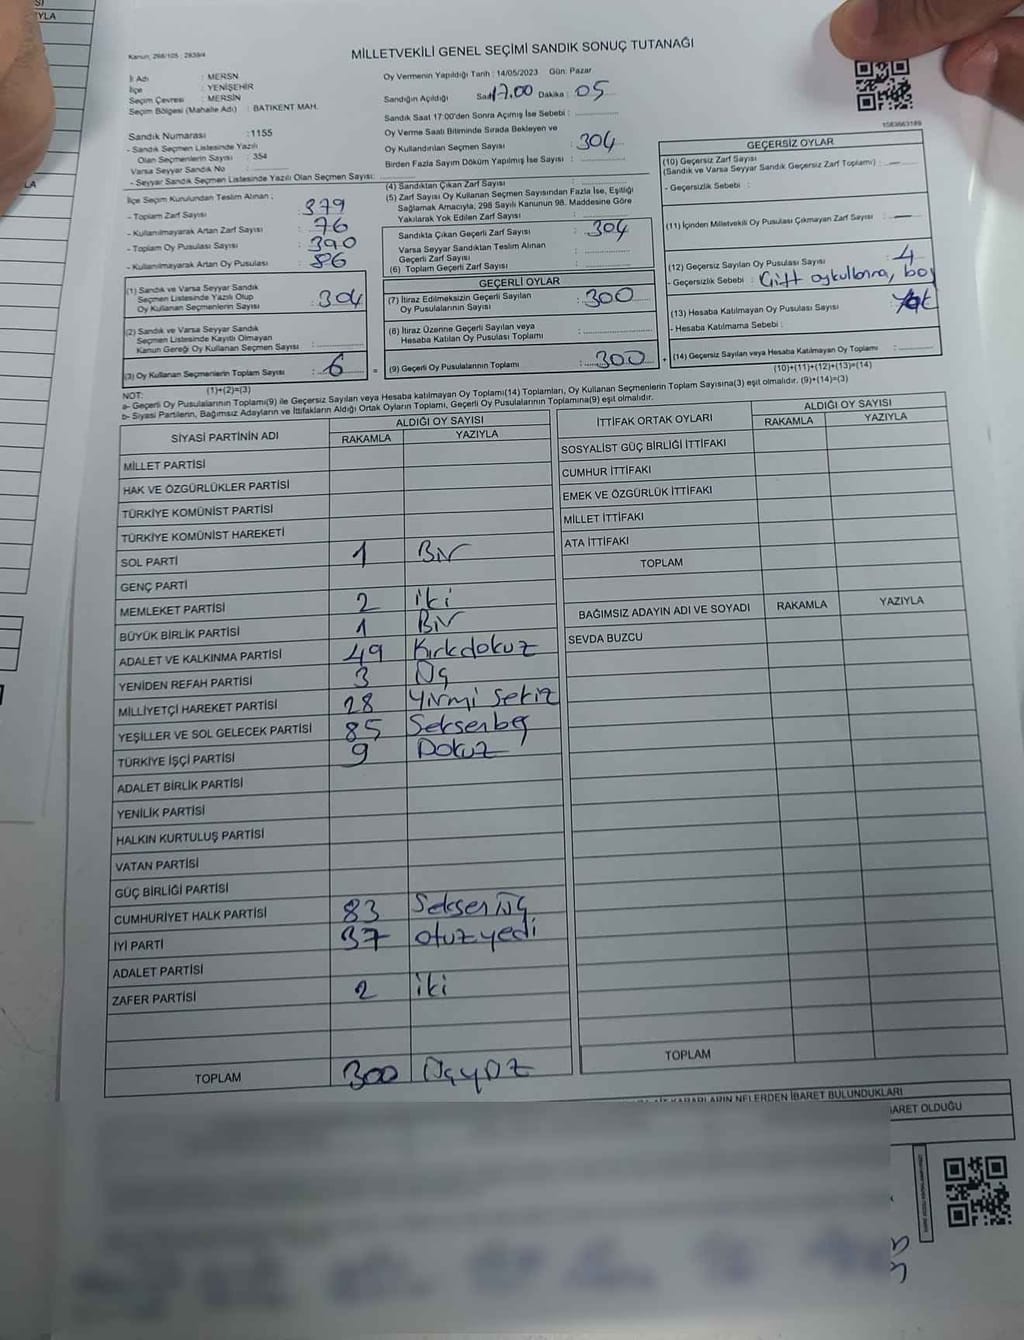 Kanun: 298/105 : 2839/4
MİLLETVEKİLİ GENEL SEÇİMİ SANDIK SONUÇ TUTANAĞI
İl Adı : MERSN
İlçe : YENİŞEHİR
Seçim Çevresi : MERSİN
Seçim Bölgesi (Mahalle Adı) : BATIKENT MAH.
Sandık Numarası :1155
- Sandık Seçmen Listesinde Yazılı
Olan Seçmenlerin Sayısı : 354
Varsa Seyyar Sandık No :
- Seyyar Sandık Seçmen Listesinde Yazılı Olan Seçmen Sayısı:
İlçe Seçim Kurulundan Teslim Alınan ;
- Toplam Zarf Sayısı : 379
- Kullanılmayarak Artan Zarf Sayısı : 76
- Toplam Oy Pusulası Sayısı : 390
- Kullanılmayarak Artan Oy Pusulası : 86
Oy Vermenin Yapıldığı Tarih : 14/05/2023 Gün: Pazar
Sandığın Açıldığı Saat 17.00 Dakika : 05
Sandık Saat 17:00'den Sonra Açılmış İse Sebebi :
Oy Verme Saati Bitiminde Sırada Bekleyen ve
Oy Kullandırılan Seçmen Sayısı : 304
Birden Fazla Sayım Döküm Yapılmış İse Sayısı :
(4) Sandıktan Çıkan Zarf Sayısı :
(5) Zarf Sayısı Oy Kullanan Seçmen Sayısından Fazla İse, Eşitliği
Sağlamak Amacıyla, 298 Sayılı Kanunun 98. Maddesine Göre
Yakılarak Yok Edilen Zarf Sayısı :
Sandıkta Çıkan Geçerli Zarf Sayısı : 304
Varsa Seyyar Sandıktan Teslim Alınan
Geçerli Zarf Sayısı :
(6) Toplam Geçerli Zarf Sayısı :
1583663189
GEÇERSİZ OYLAR
(10) Geçersiz Zarf Sayısı
(Sandık ve Varsa Seyyar Sandık Geçersiz Zarf Toplamı) : —
- Geçersizlik Sebebi :
(11) İçinden Milletvekili Oy Pusulası Çıkmayan Zarf Sayısı : —
(12) Geçersiz Sayılan Oy Pusulası Sayısı : 4
- Geçersizlik Sebebi : Çift oykullanma, boş
(13) Hesaba Katılmayan Oy Pusulası Sayısı :
- Hesaba Katılmama Sebebi :
(14) Geçersiz Sayılan veya Hesaba Katılmayan Oy Toplamı :
(10)+(11)+(12)+(13)=(14)
(1) Sandık ve Varsa Seyyar Sandık
Seçmen Listesinde Yazılı Olup
Oy Kullanan Seçmenlerin Sayısı : 304
(2) Sandık ve Varsa Seyyar Sandık
Seçmen Listesinde Kayıtlı Olmayan
Kanun Gereği Oy Kullanan Seçmen Sayısı :
(3) Oy Kullanan Seçmenlerin Toplam Sayısı : 6 =
(1)+(2)=(3)
GEÇERLİ OYLAR
(7) İtiraz Edilmeksizin Geçerli Sayılan
Oy Pusulalarının Sayısı : 300
(8) İtiraz Üzerine Geçerli Sayılan veya
Hesaba Katılan Oy Pusulası Toplamı :
(9) Geçerli Oy Pusulalarının Toplamı : 300 +
NOT:
a- Geçerli Oy Pusulalarının Toplamı(9) ile Geçersiz Sayılan veya Hesaba katılmayan Oy Toplamı(14) Toplamları, Oy Kullanan Seçmenlerin Toplam Sayısına(3) eşit olmalıdır. (9)+(14)=(3)
b- Siyasi Partilerin, Bağımsız Adayların ve İttifakların Aldığı Ortak Oyların Toplamı, Geçerli Oy Pusulalarının Toplamına(9) eşit olmalıdır.
SİYASİ PARTİNİN ADI ALDIĞI OY SAYISI
RAKAMLA YAZIYLA
MİLLET PARTİSİ
HAK VE ÖZGÜRLÜKLER PARTİSİ
TÜRKİYE KOMÜNİST PARTİSİ
TÜRKİYE KOMÜNİST HAREKETİ
SOL PARTİ 1 Bir
GENÇ PARTİ
MEMLEKET PARTİSİ 2 iki
BÜYÜK BİRLİK PARTİSİ 1 Bir
ADALET VE KALKINMA PARTİSİ 49 Kırkdokuz
YENİDEN REFAH PARTİSİ 3 Üç
MİLLİYETÇİ HAREKET PARTİSİ 28 Yirmi sekiz
YEŞİLLER VE SOL GELECEK PARTİSİ 85 Seksenbeş
TÜRKİYE İŞÇİ PARTİSİ 9 Dokuz
ADALET BİRLİK PARTİSİ
YENİLİK PARTİSİ
HALKIN KURTULUŞ PARTİSİ
VATAN PARTİSİ
GÜÇ BİRLİĞİ PARTİSİ
CUMHURİYET HALK PARTİSİ 83 Seksen üç
İYİ PARTİ 37 otuzyedi
ADALET PARTİSİ
ZAFER PARTİSİ 2 iki
TOPLAM 300 Üçyüz
İTTİFAK ORTAK OYLARI ALDIĞI OY SAYISI
RAKAMLA YAZIYLA
SOSYALİST GÜÇ BİRLİĞİ İTTİFAKI
CUMHUR İTTİFAKI
EMEK VE ÖZGÜRLÜK İTTİFAKI
MİLLET İTTİFAKI
ATA İTTİFAKI
TOPLAM
BAĞIMSIZ ADAYIN ADI VE SOYADI RAKAMLA YAZIYLA
SEVDA BUZCU
TOPLAM
KARARLARIN NELERDEN İBARET BULUNDUKLARI
BARET OLDUĞU